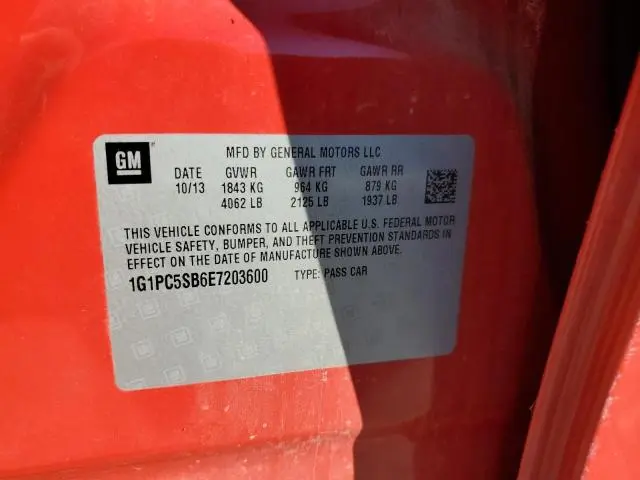 GM
MFD BY GENERAL MOTORS LLC
DATE GVWR GAWR FRT GAWR RR
10/13 1843 KG 964 KG 879 KG
4062 LB 2125 LB 1937 LB
THIS VEHICLE CONFORMS TO ALL APPLICABLE U.S. FEDERAL MOTOR
VEHICLE SAFETY, BUMPER, AND THEFT PREVENTION STANDARDS IN
EFFECT ON THE DATE OF MANUFACTURE SHOWN ABOVE.
1G1PC5SB6E7203600 TYPE: PASS CAR